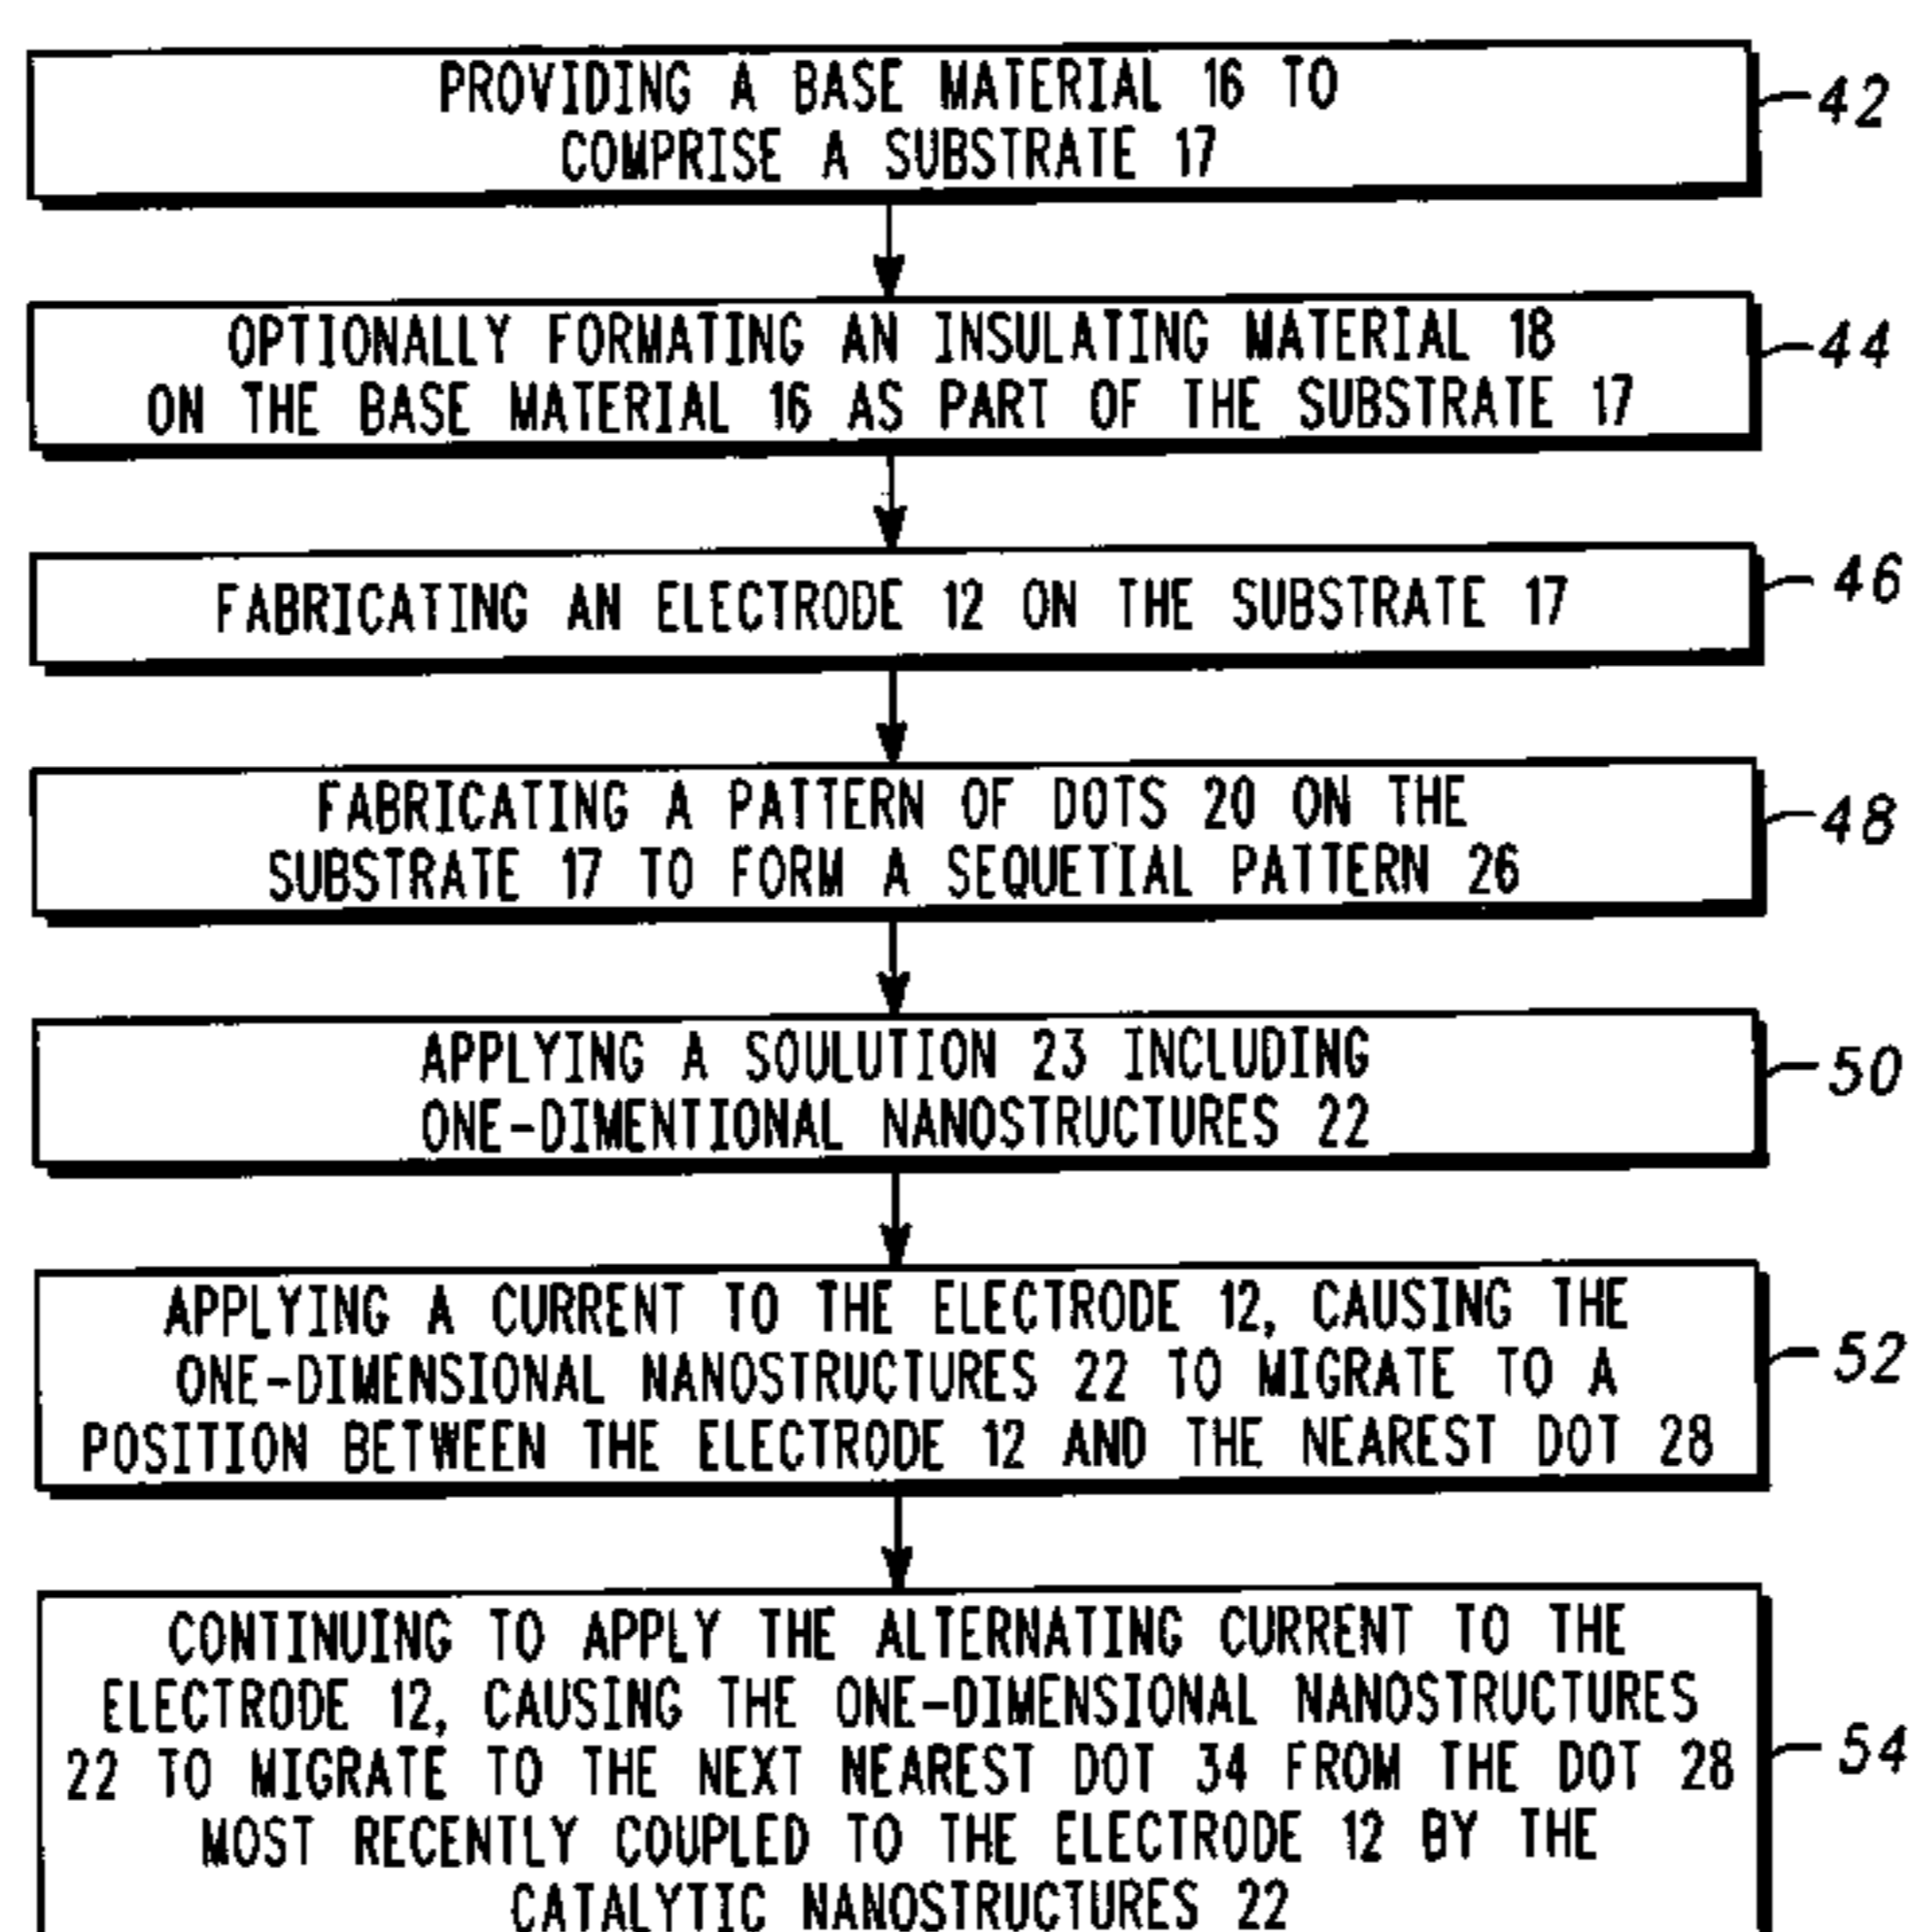 PROVIDING A BASE MATERIAL 16 TO
COMPRISE A SUBSTRATE 17
42
OPTIONALLY FORMATING AN INSULATING MATERIAL 18
ON THE BASE MATERIAL 16 AS PART OF THE SUBSTRATE 17
44
FABRICATING AN ELECTRODE 12 ON THE SUBSTRATE 17
46
FABRICATING A PATTERN OF DOTS 20 ON THE
SUBSTRATE 17 TO FORM A SEQUETIAL PATTERN 26
48
APPLYING A SOULUTION 23 INCLUDING
ONE-DIMENTIONAL NANOSTRUCTURES 22
50
APPLYING A CURRENT TO THE ELECTRODE 12, CAUSING THE
ONE-DIMENSIONAL NANOSTRUCTURES 22 TO MIGRATE TO A
POSITION BETWEEN THE ELECTRODE 12 AND THE NEAREST DOT 28
52
CONTINUING TO APPLY THE ALTERNATING CURRENT TO THE
ELECTRODE 12, CAUSING THE ONE-DIMENSIONAL NANOSTRUCTURES
22 TO MIGRATE TO THE NEXT NEAREST DOT 34 FROM THE DOT 28
MOST RECENTLY COUPLED TO THE ELECTRODE 12 BY THE
CATALYTIC NANOSTRUCTURES 22
54